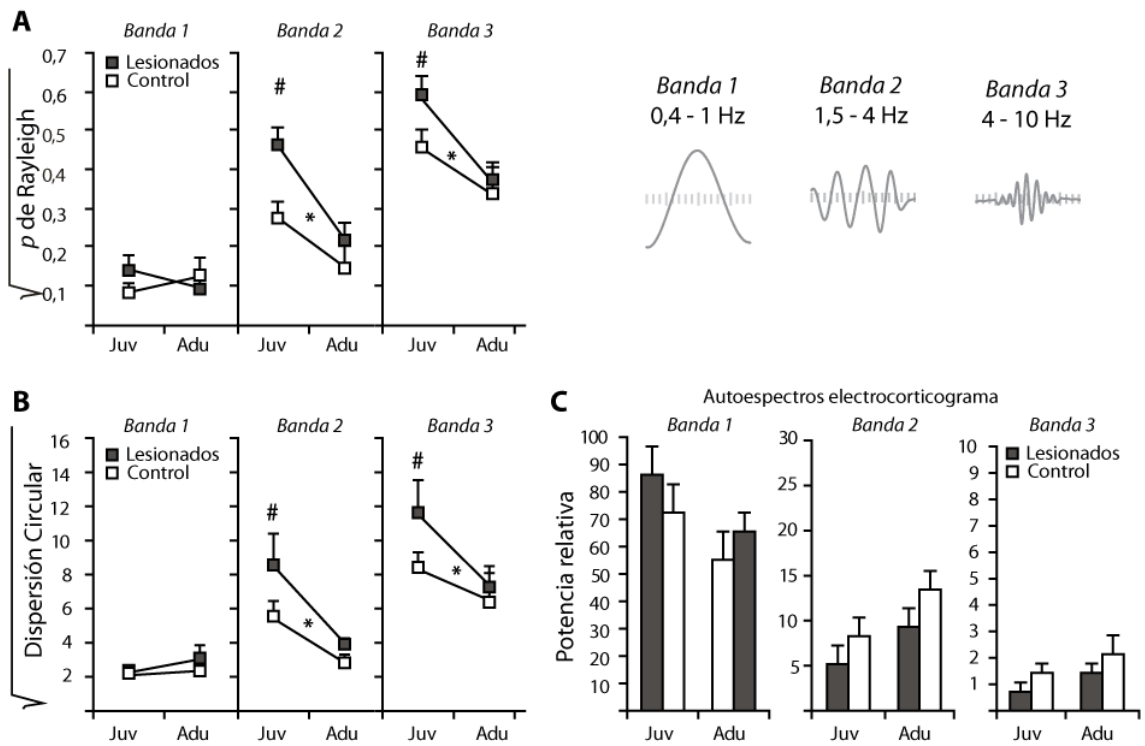 A
Banda 1 Banda 2 Banda 3
Lesionados
Control
√p de Rayleigh
0,7
0,6
0,5
0,4
0,3
0,2
0,1
# #
* *
Juv Adu Juv Adu Juv Adu
Banda 1 Banda 2 Banda 3
0,4 - 1 Hz 1,5 - 4 Hz 4 - 10 Hz
B
Banda 1 Banda 2 Banda 3
Lesionados
Control
√Dispersión Circular
16
14
12
10
8
6
4
2
# #
* *
Juv Adu Juv Adu Juv Adu
C
Autoespectros electrocorticograma
Banda 1 Banda 2 Banda 3
Potencia relativa
100
90
80
70
60
50
40
30
20
10
Juv Adu
30
25
20
15
10
5
Juv Adu
Lesionados
Control
10
9
8
7
6
5
4
3
2
1
Juv Adu